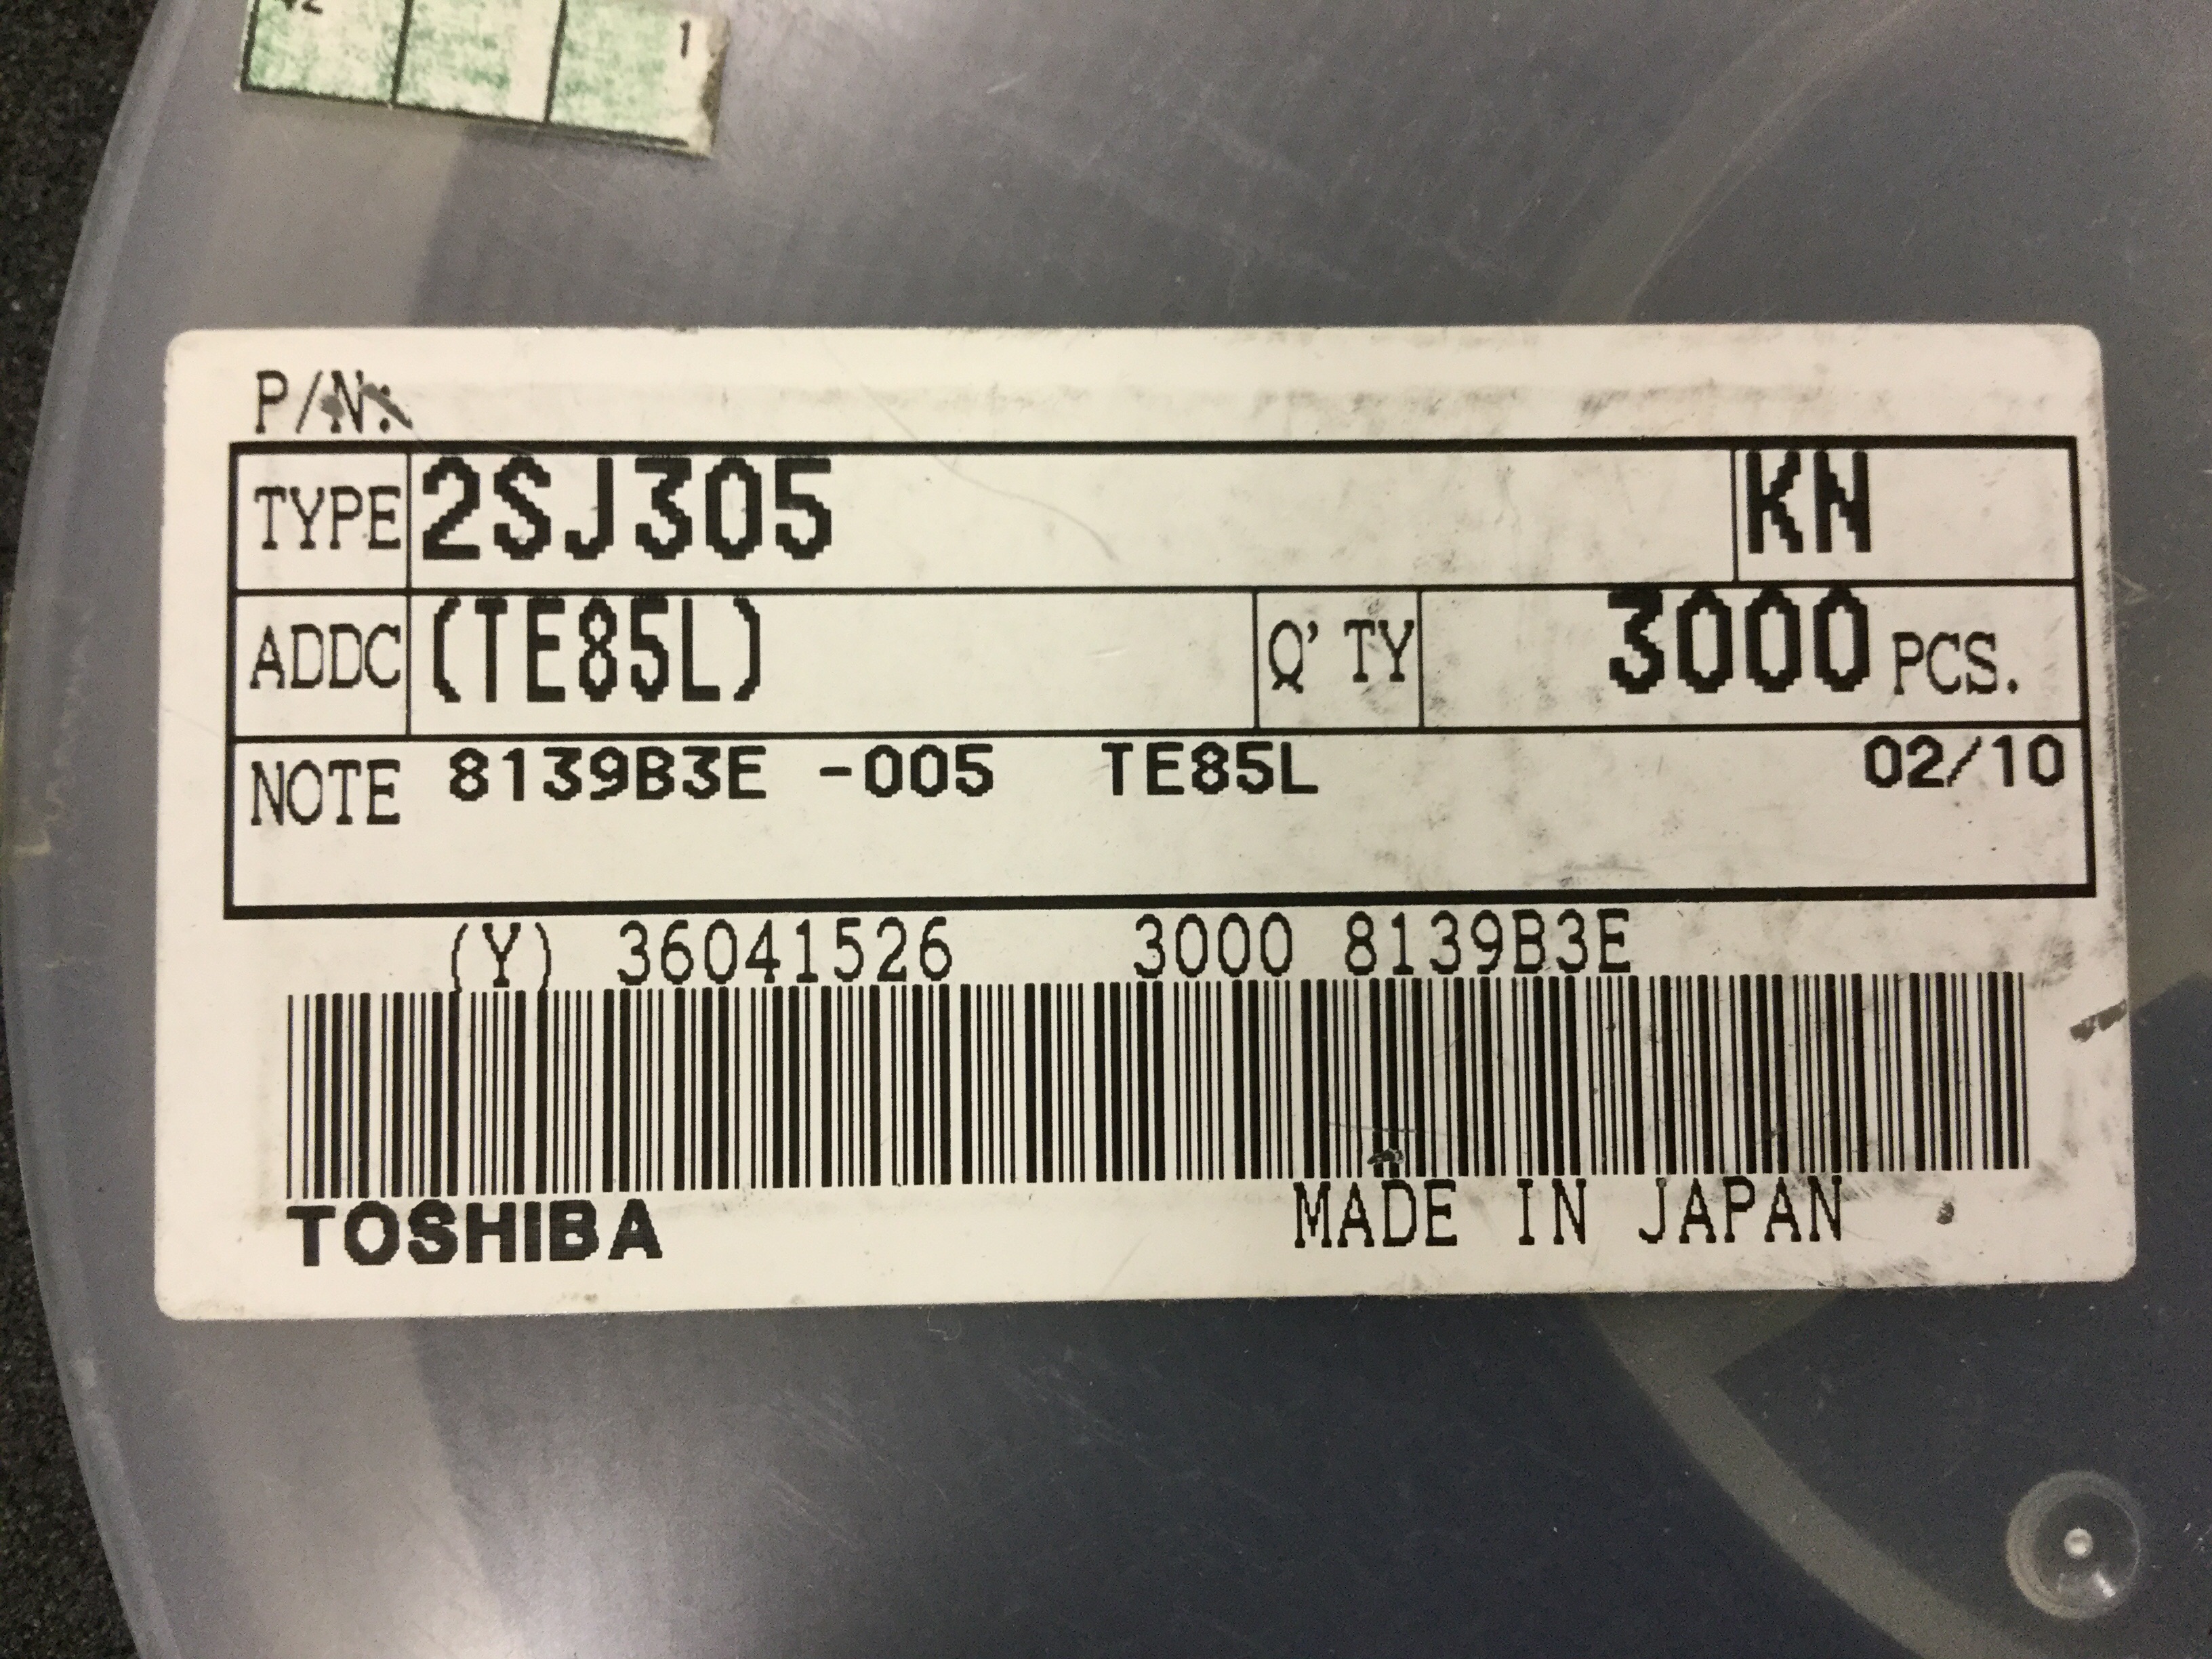 1
P/N:
TYPE 2SJ305 KN
ADDC (TE85L) Q'TY 3000 PCS.
NOTE 8139B3E -005 TE85L 02/10
(Y) 36041526 3000 8139B3E
TOSHIBA MADE IN JAPAN